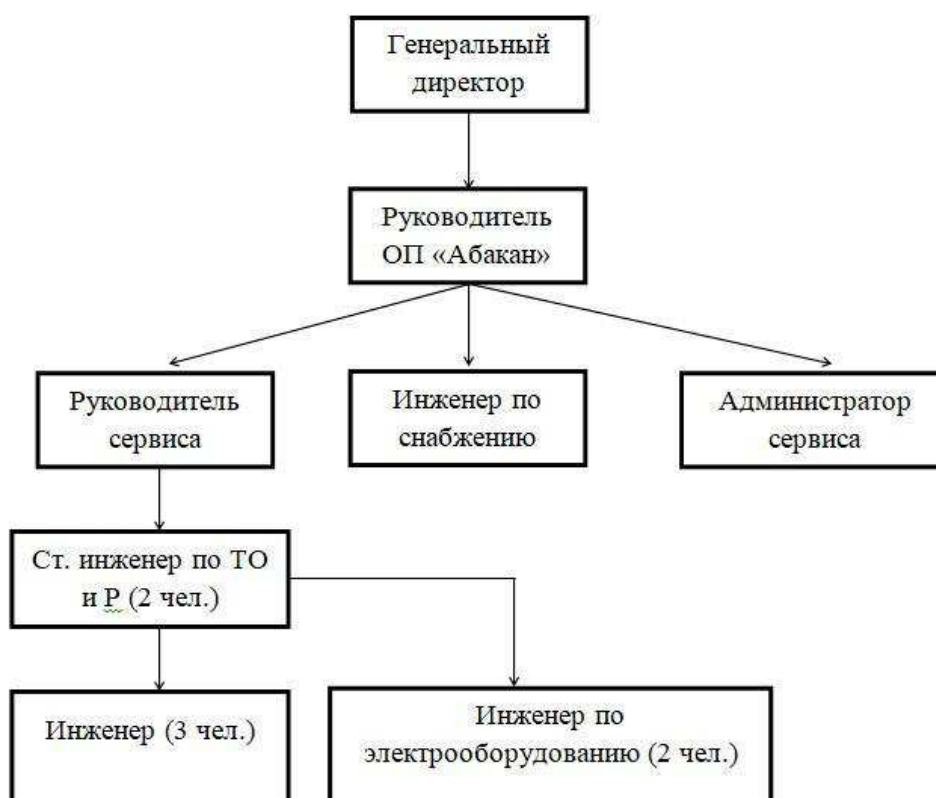 Генеральный
директор
Руководитель
ОП «Абакан»
Руководитель
сервиса
Инженер по
снабжению
Администратор
сервиса
Ст. инженер по ТО
и Р (2 чел.)
Инженер (3 чел.)
Инженер по
электрооборудованию (2 чел.)